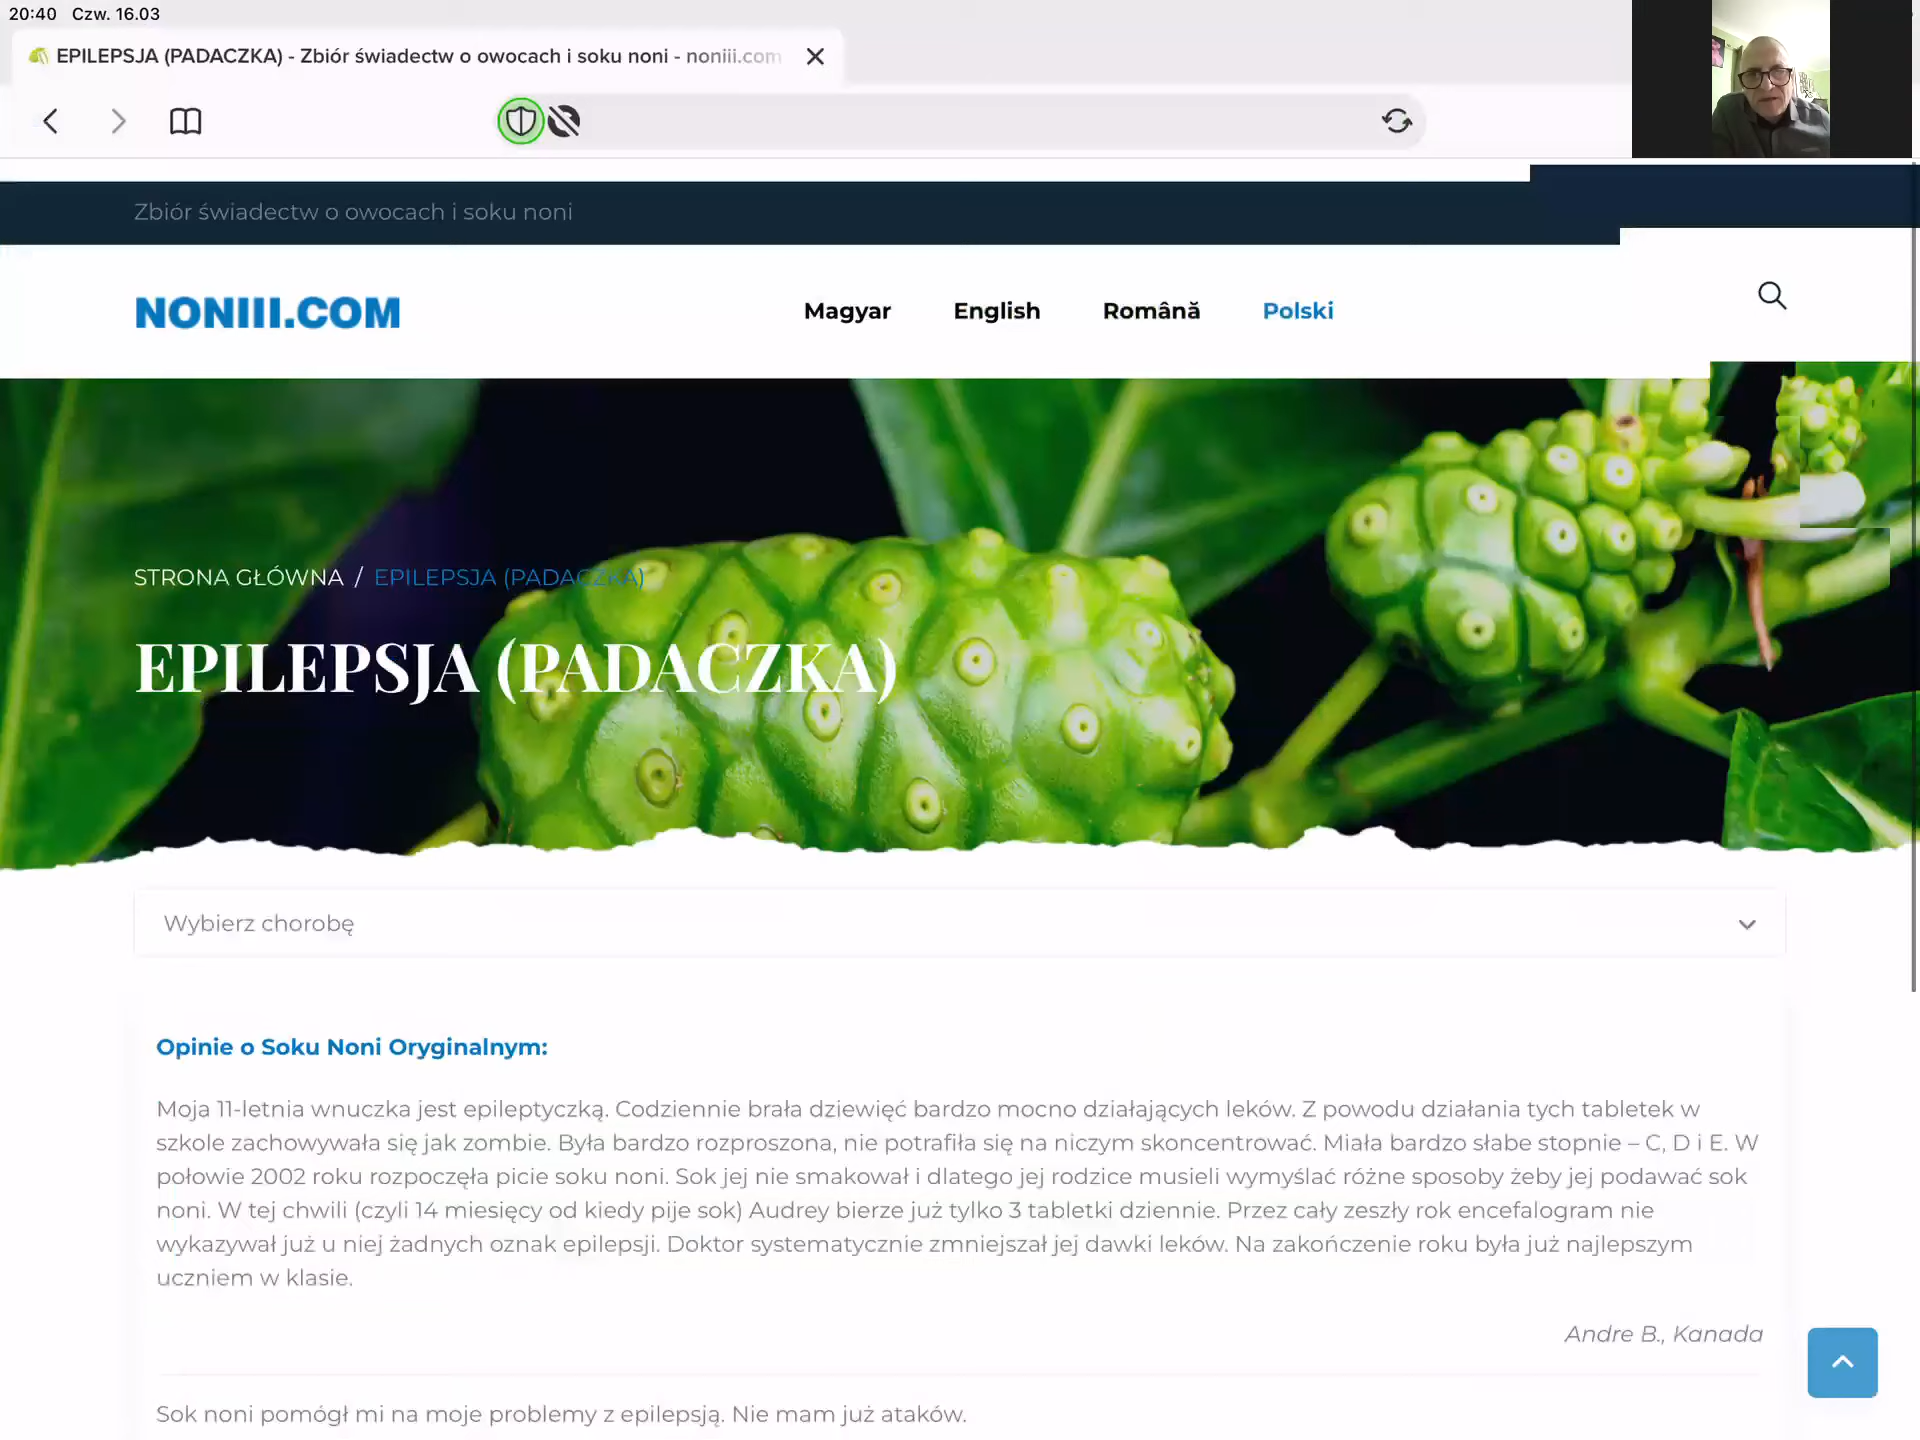 20:40 Czw. 16.03
EPILEPSJA (PADACZKA) - Zbiór świadectw o owocach i soku noni - noniii.com
Zbiór świadectw o owocach i soku noni
NONIII.COM
Magyar English Română Polski
STRONA GŁÓWNA / EPILEPSJA (PADACZKA)
EPILEPSJA (PADACZKA)
Wybierz chorobę
Opinie o Soku Noni Oryginalnym:
Moja 11-letnia wnuczka jest epileptyczką. Codziennie brała dziewięć bardzo mocno działających leków. Z powodu działania tych tabletek w
szkole zachowywała się jak zombie. Była bardzo rozproszona, nie potrafiła się na niczym skoncentrować. Miała bardzo słabe stopnie – C, D i E. W
połowie 2002 roku rozpoczęła picie soku noni. Sok jej nie smakował i dlatego jej rodzice musieli wymyślać różne sposoby żeby jej podawać sok
noni. W tej chwili (czyli 14 miesięcy od kiedy pije sok) Audrey bierze już tylko 3 tabletki dziennie. Przez cały zeszły rok encefalogram nie
wykazywał już u niej żadnych oznak epilepsji. Doktor systematycznie zmniejszał jej dawki leków. Na zakończenie roku była już najlepszym
uczniem w klasie.
Andre B., Kanada
Sok noni pomógł mi na moje problemy z epilepsją. Nie mam już ataków.